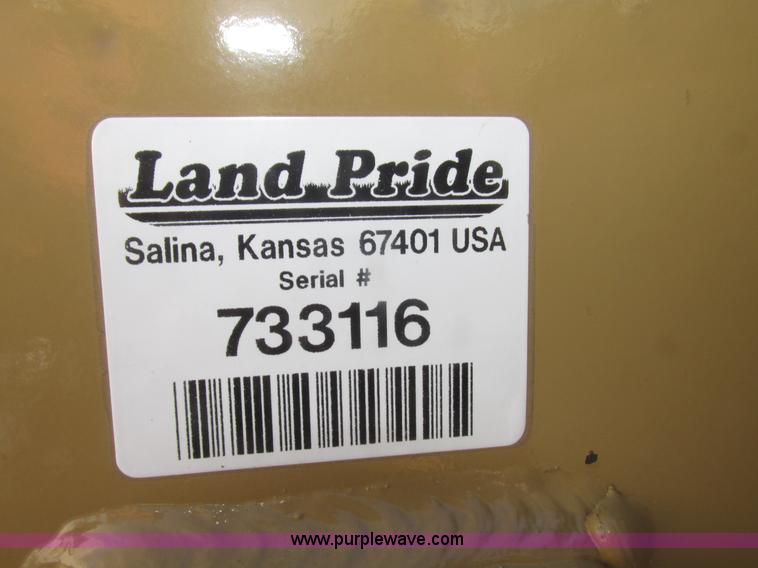 Land Pride
Salina, Kansas 67401 USA
Serial #
733116
www.purplewave.com